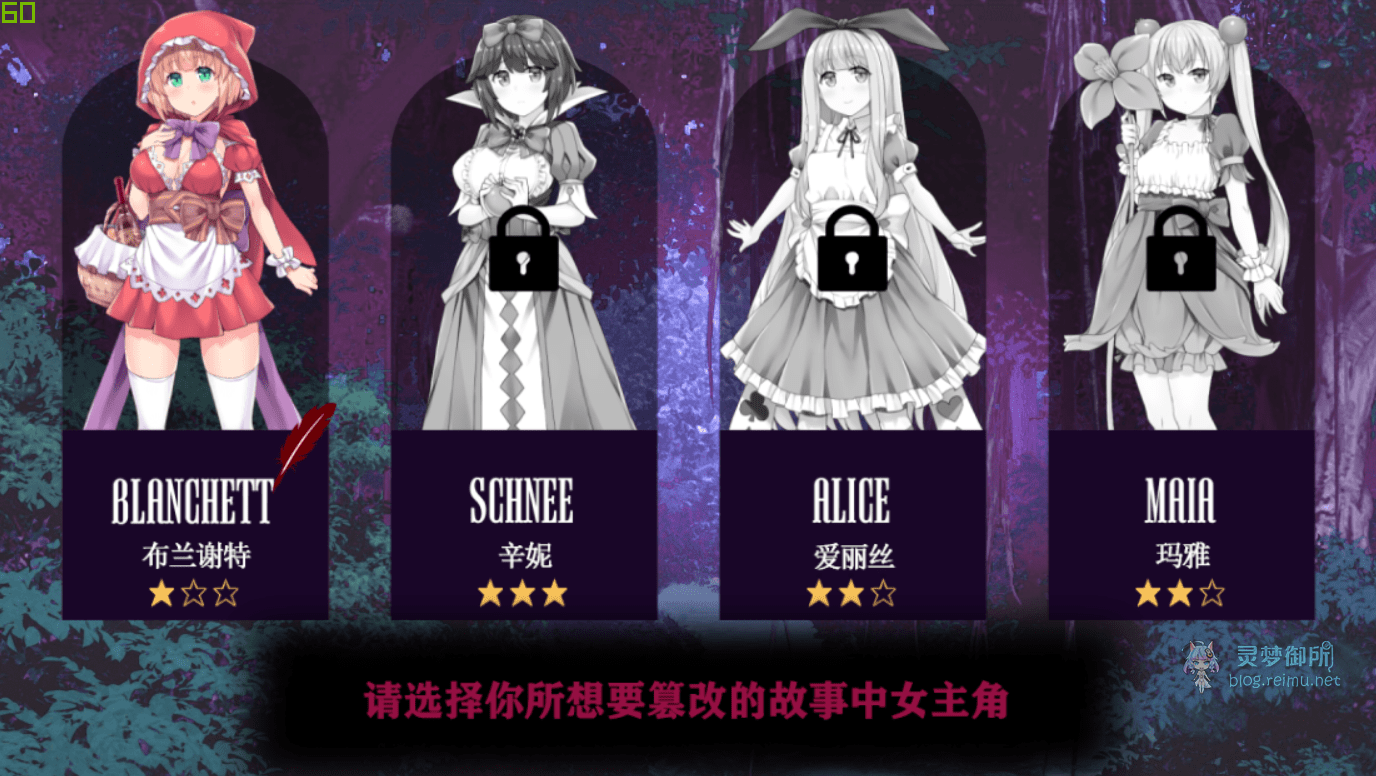 60
BLANCHETT
布兰谢特
SCHNEE
辛妮
ALICE
爱丽丝
MAIA
玛雅
请选择你所想要篡改的故事中女主角
灵梦御所
blog.reimu.net